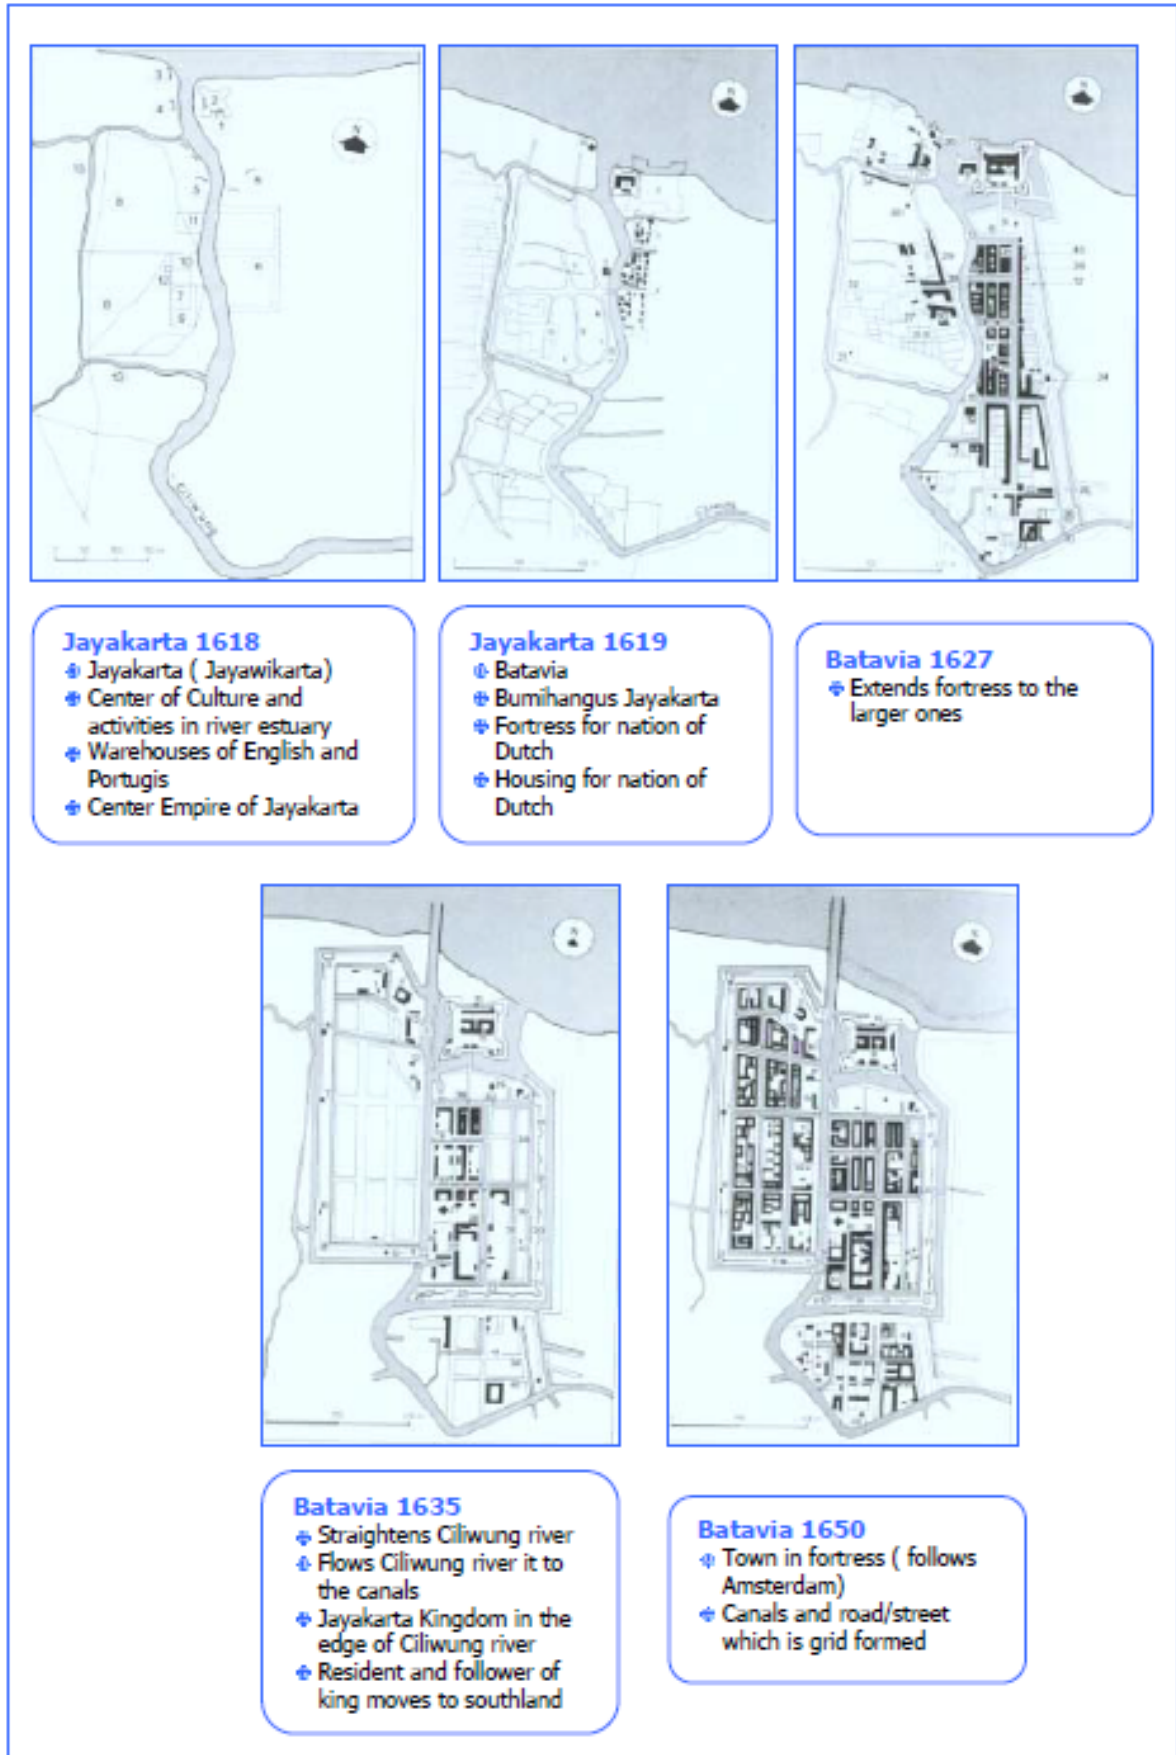 N
N
N
Ciliwung
Jayakarta 1618
Jayakarta ( Jayawikarta)
Center of Culture and
activities in river estuary
Warehouses of English and
Portugis
Center Empire of Jayakarta
Jayakarta 1619
Batavia
Bumihangus Jayakarta
Fortress for nation of
Dutch
Housing for nation of
Dutch
Batavia 1627
Extends fortress to the
larger ones
N
N
Batavia 1635
Straightens Ciliwung river
Flows Ciliwung river it to
the canals
Jayakarta Kingdom in the
edge of Ciliwung river
Resident and follower of
king moves to southland
Batavia 1650
Town in fortress ( follows
Amsterdam)
Canals and road/street
which is grid formed